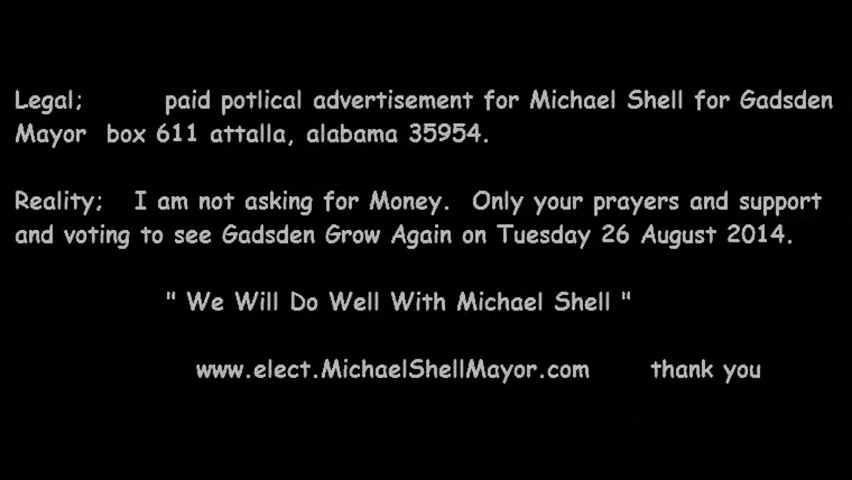 Legal; paid potlical advertisement for Michael Shell for Gadsden
Mayor box 611 attalla, alabama 35954.
Reality; I am not asking for Money. Only your prayers and support
and voting to see Gadsden Grow Again on Tuesday 26 August 2014.
" We Will Do Well With Michael Shell "
www.elect.MichaelShellMayor.com thank you